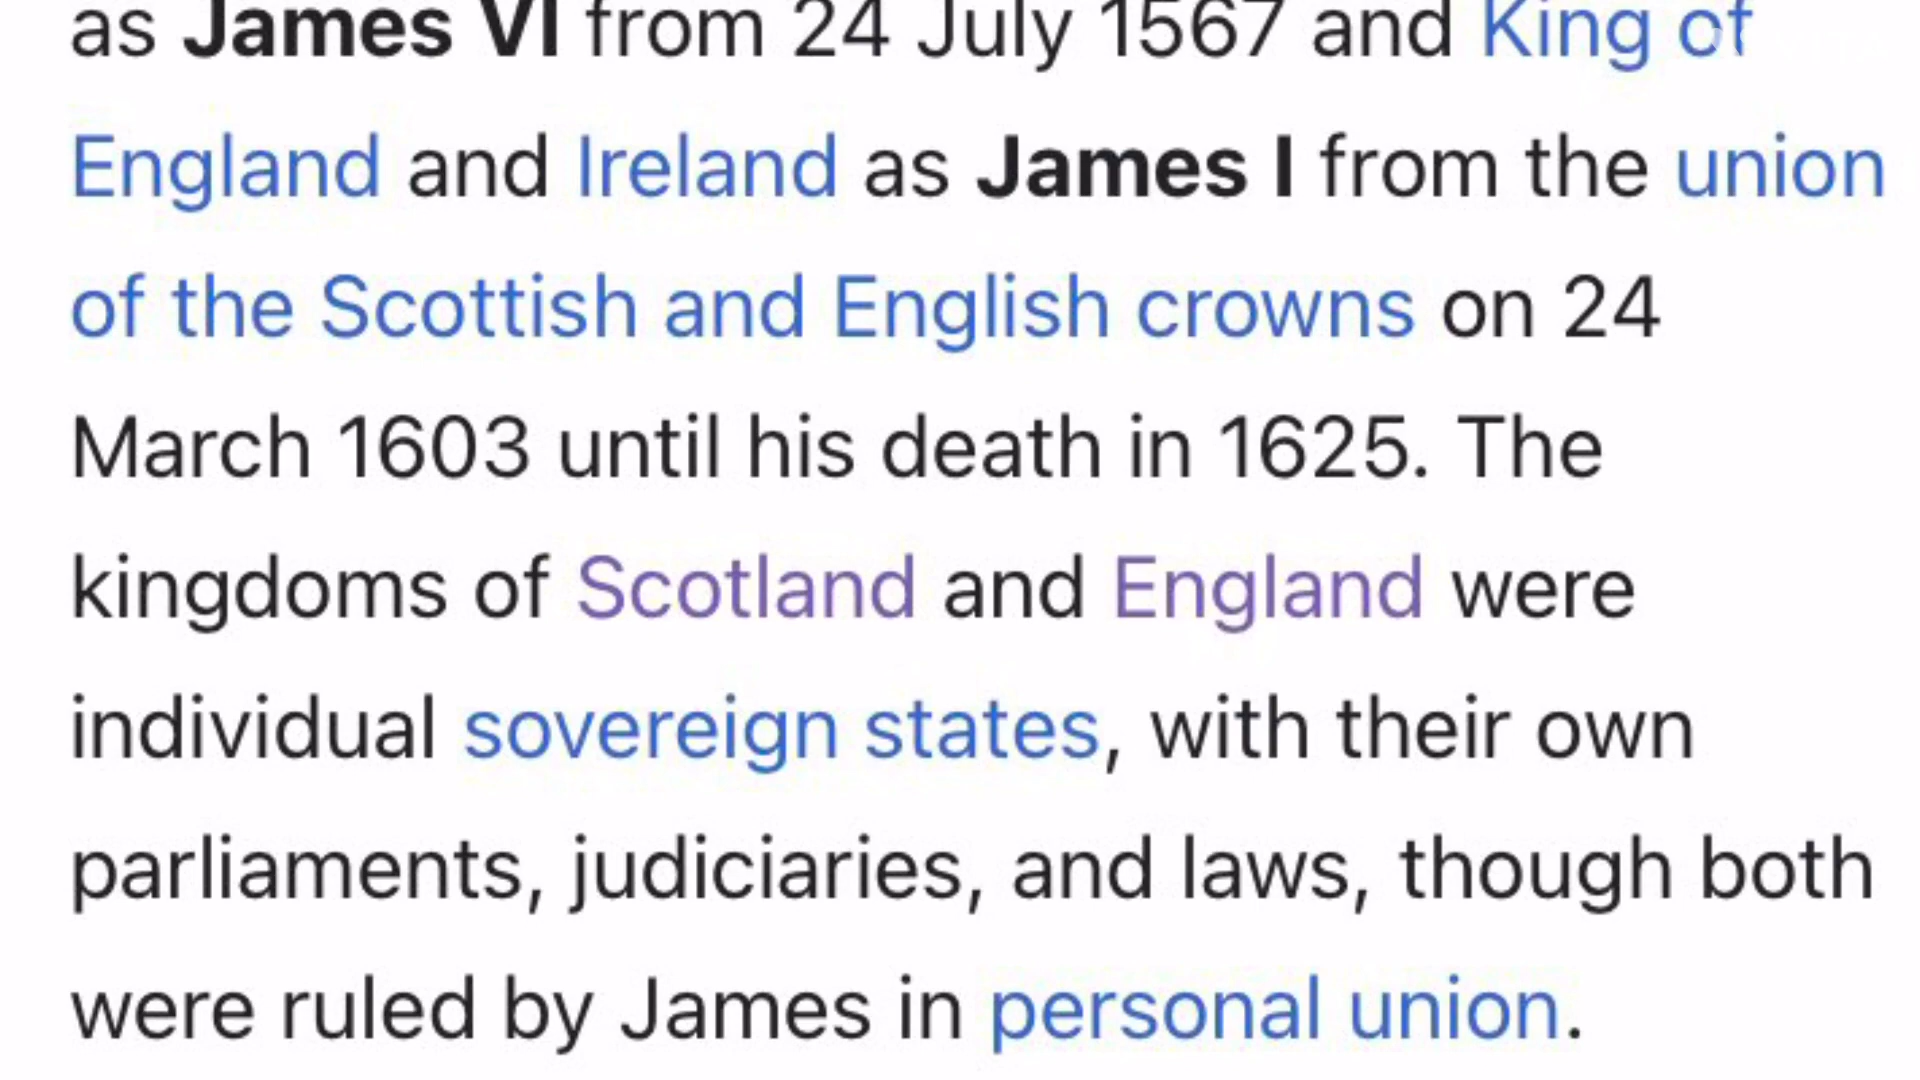 as James VI from 24 July 1567 and King of
England and Ireland as James I from the union
of the Scottish and English crowns on 24
March 1603 until his death in 1625. The
kingdoms of Scotland and England were
individual sovereign states, with their own
parliaments, judiciaries, and laws, though both
were ruled by James in personal union.